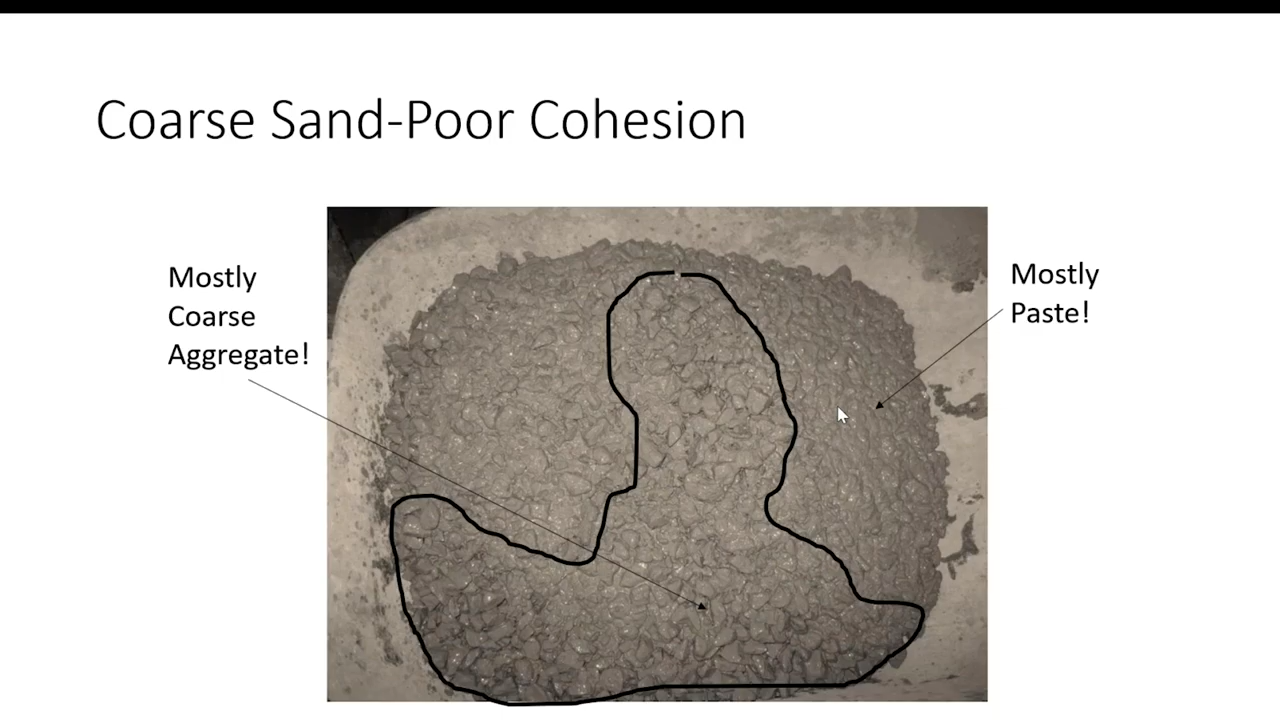 Coarse Sand-Poor Cohesion
Mostly
Coarse
Aggregate!
Mostly
Paste!